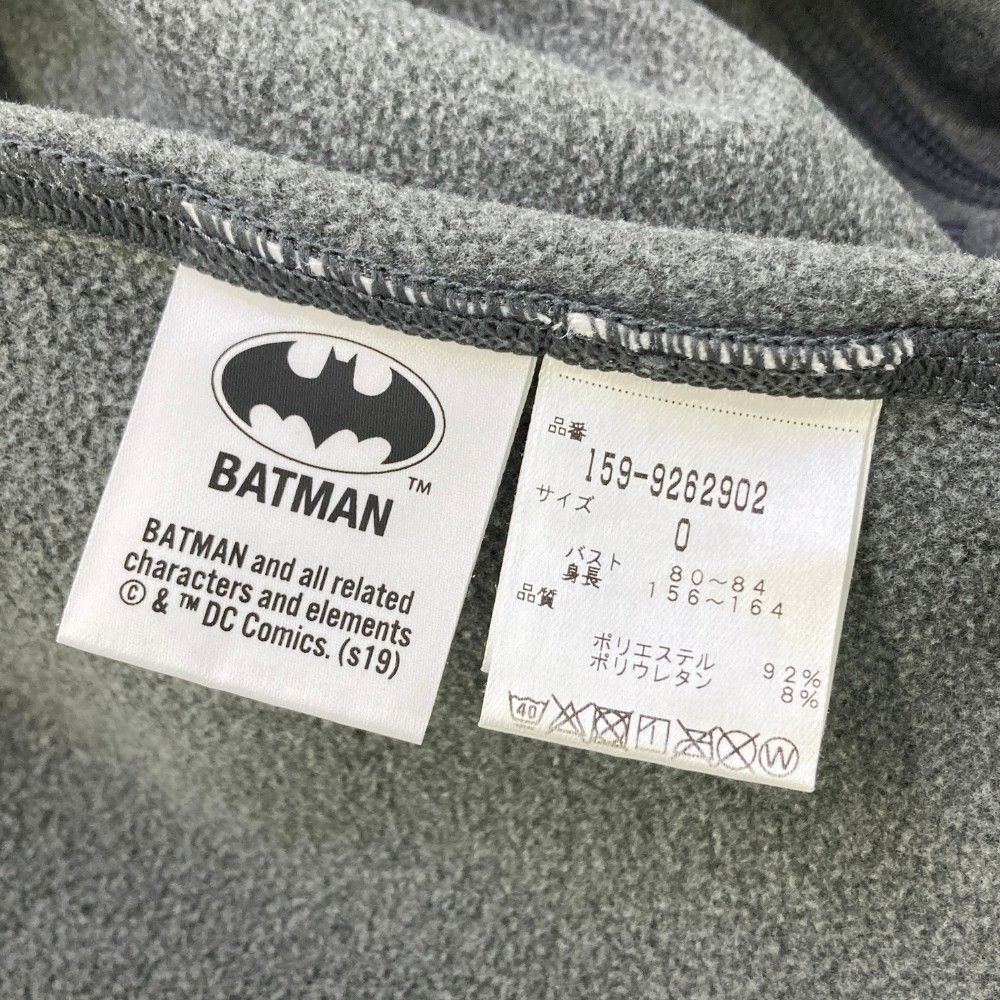 BATMAN™
BATMAN and all related
characters and elements
© & ™ DC Comics. (s19)
品番
159-9262902
サイズ
0
バスト 80～84
身長 156～164
品質
ポリエステル 92%
ポリウレタン 8%
40
W